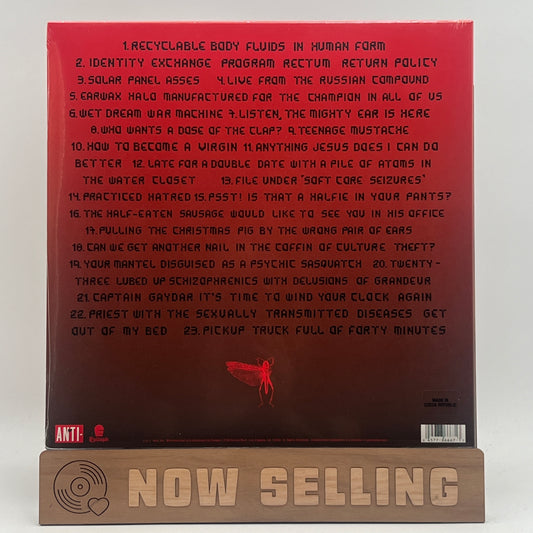 1. RECYCLABLE BODY FLUIDS IN HUMAN FORM
2. IDENTITY EXCHANGE PROGRAM RECTUM RETURN POLICY
3. SOLAR PANEL ASSES 4. LIVE FROM THE RUSSIAN COMPOUND
5. EARWAX HALO MANUFACTURED FOR THE CHAMPION IN ALL OF US
6. WET DREAM WAR MACHINE 7. LISTEN, THE MIGHTY EAR IS HERE
8. WHO WANTS A DOSE OF THE CLAP? 9. TEENAGE MUSTACHE
10. HOW TO BECOME A VIRGIN 11. ANYTHING JESUS DOES I CAN DO
BETTER 12. LATE FOR A DOUBLE DATE WITH A PILE OF ATOMS IN
THE WATER CLOSET 13. FILE UNDER "SOFT CORE SEIZURES"
14. PRACTICED HATRED 15. PSST! IS THAT A HALFIE IN YOUR PANTS?
16. THE HALF-EATEN SAUSAGE WOULD LIKE TO SEE YOU IN HIS OFFICE
17. PULLING THE CHRISTMAS PIG BY THE WRONG PAIR OF EARS
18. CAN WE GET ANOTHER NAIL IN THE COFFIN OF CULTURE THEFT?
19. YOUR MANTEL DISGUISED AS A PSYCHIC SASQUATCH 20. TWENTY-
THREE LUBED UP SCHIZOPHRENICS WITH DELUSIONS OF GRANDEUR
21. CAPTAIN GAYDAR IT'S TIME TO WIND YOUR CLOCK AGAIN
22. PRIEST WITH THE SEXUALLY TRANSMITTED DISEASES GET
OUT OF MY BED 23. PICKUP TRUCK FULL OF FORTY MINUTES
MADE IN
CZECH REPUBLIC
ANTI-
Epitaph
NOW SELLING